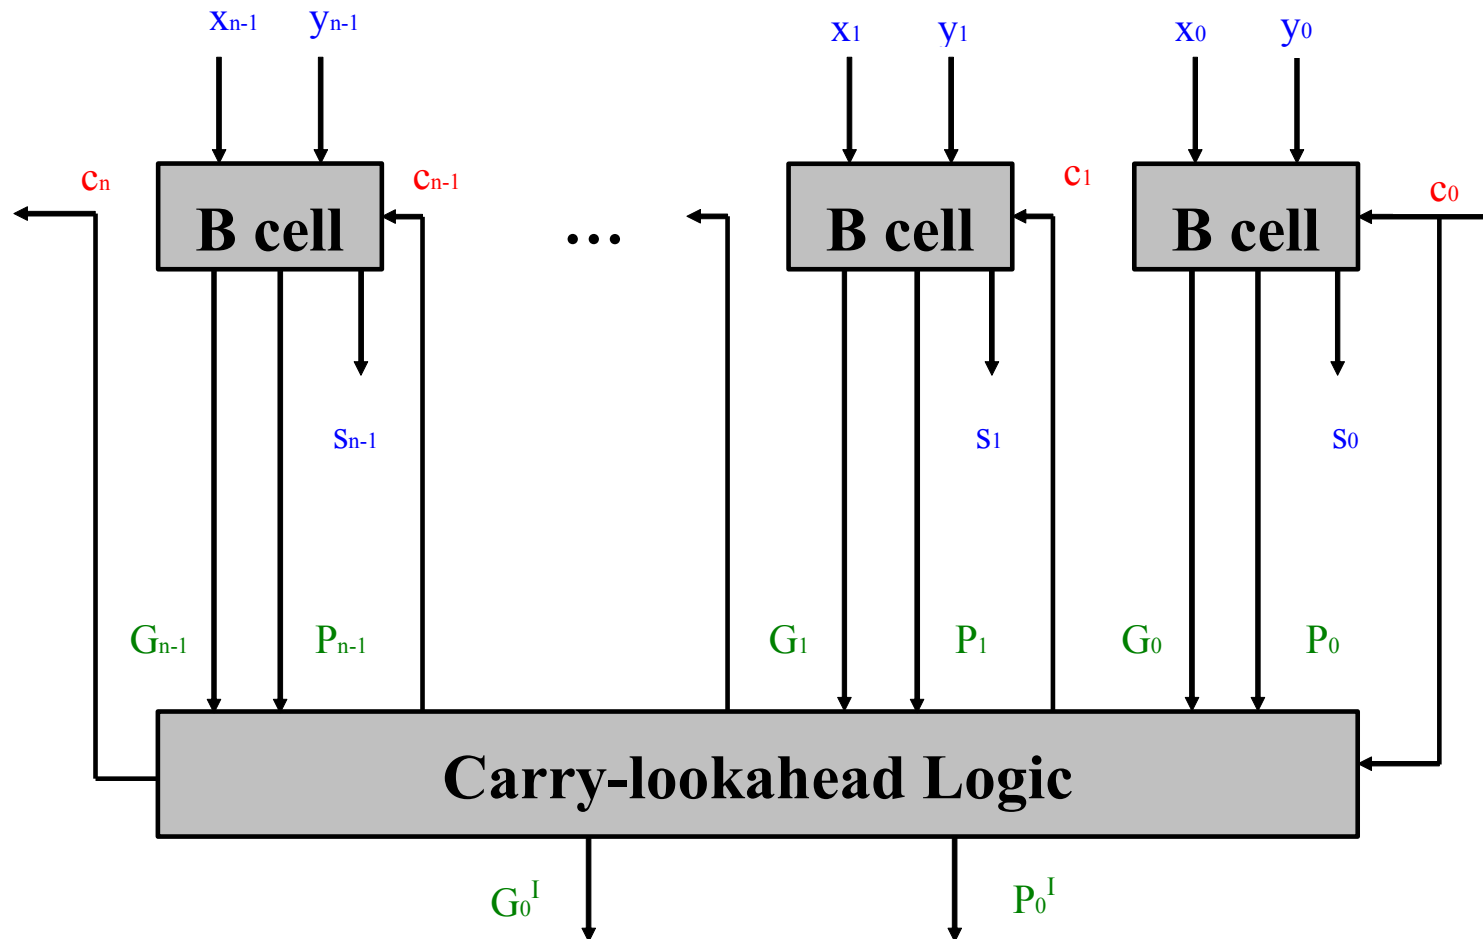 xn-1 yn-1 x1 y1 x0 y0
cn cn-1 c1 c0
B cell ... B cell B cell
sn-1 s1 s0
Gn-1 Pn-1 G1 P1 G0 P0
Carry-lookahead Logic
G0I P0I